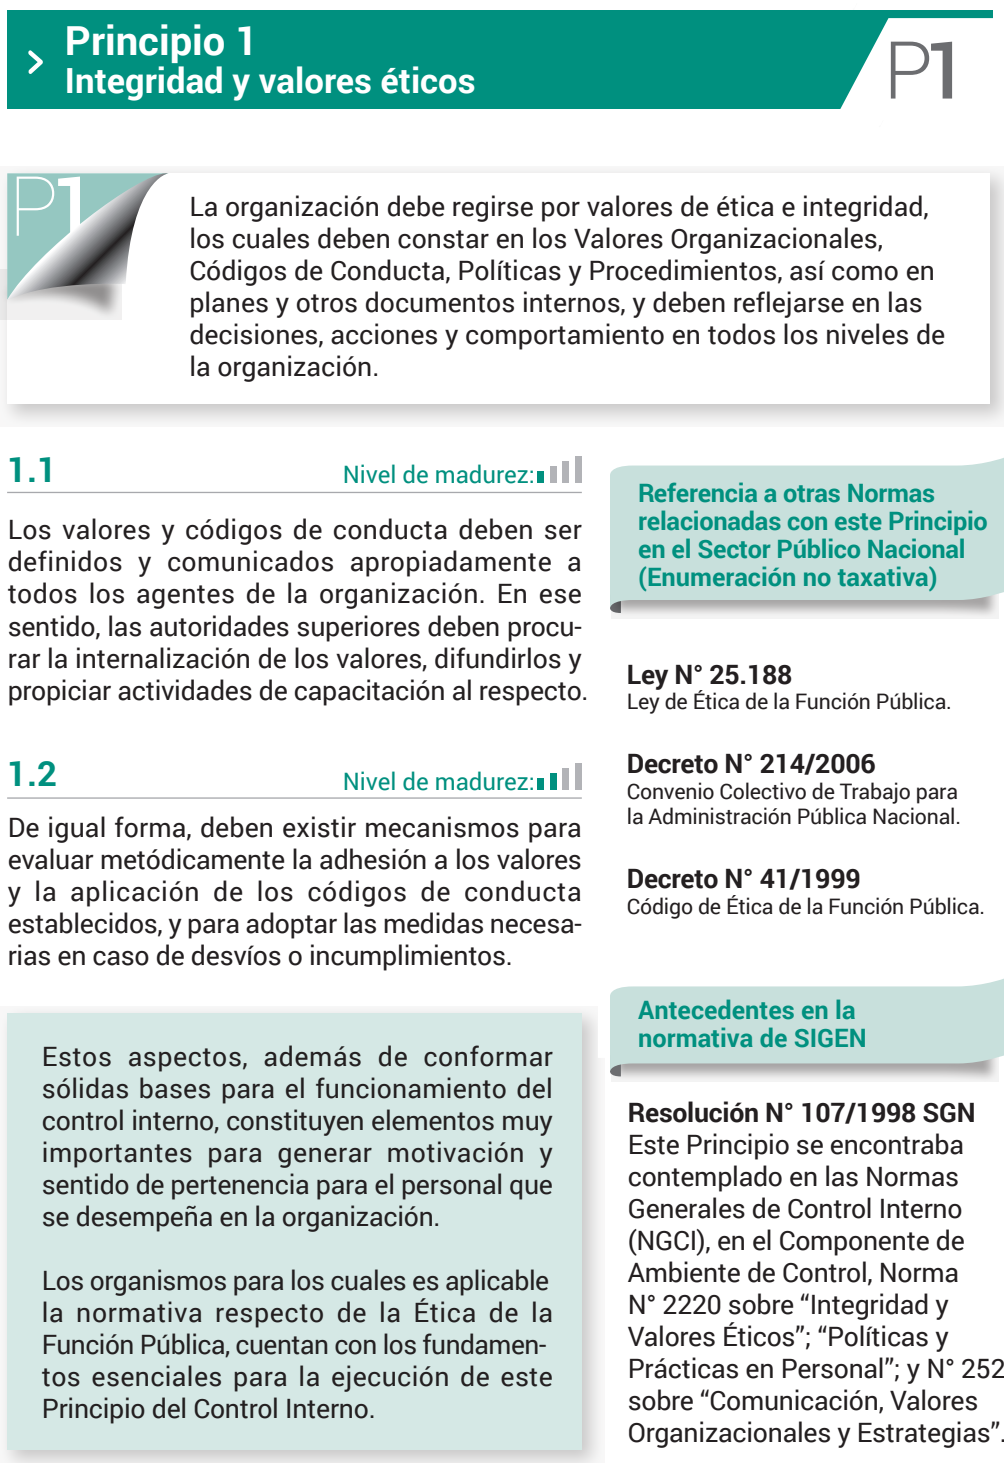 Principio 1
Integridad y valores éticos
P1
P1
La organización debe regirse por valores de ética e integridad,
los cuales deben constar en los Valores Organizacionales,
Códigos de Conducta, Políticas y Procedimientos, así como en
planes y otros documentos internos, y deben reflejarse en las
decisiones, acciones y comportamiento en todos los niveles de
la organización.
1.1
Nivel de madurez:
Los valores y códigos de conducta deben ser
definidos y comunicados apropiadamente a
todos los agentes de la organización. En ese
sentido, las autoridades superiores deben procu-
rar la internalización de los valores, difundirlos y
propiciar actividades de capacitación al respecto.
1.2
Nivel de madurez:
De igual forma, deben existir mecanismos para
evaluar metódicamente la adhesión a los valores
y la aplicación de los códigos de conducta
establecidos, y para adoptar las medidas necesa-
rias en caso de desvíos o incumplimientos.
Estos aspectos, además de conformar
sólidas bases para el funcionamiento del
control interno, constituyen elementos muy
importantes para generar motivación y
sentido de pertenencia para el personal que
se desempeña en la organización.
Los organismos para los cuales es aplicable
la normativa respecto de la Ética de la
Función Pública, cuentan con los fundamen-
tos esenciales para la ejecución de este
Principio del Control Interno.
Referencia a otras Normas
relacionadas con este Principio
en el Sector Público Nacional
(Enumeración no taxativa)
Ley N° 25.188
Ley de Ética de la Función Pública.
Decreto N° 214/2006
Convenio Colectivo de Trabajo para
la Administración Pública Nacional.
Decreto N° 41/1999
Código de Ética de la Función Pública.
Antecedentes en la
normativa de SIGEN
Resolución N° 107/1998 SGN
Este Principio se encontraba
contemplado en las Normas
Generales de Control Interno
(NGCI), en el Componente de
Ambiente de Control, Norma
N° 2220 sobre “Integridad y
Valores Éticos”; “Políticas y
Prácticas en Personal”; y N° 252
sobre “Comunicación, Valores
Organizacionales y Estrategias”.